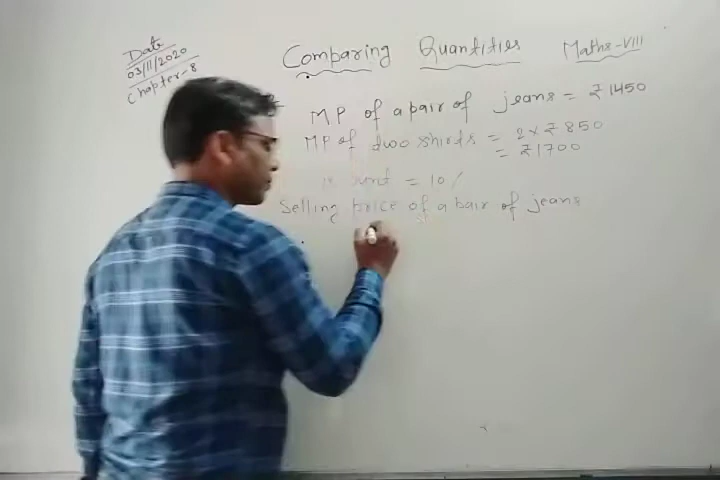 Date
03/11/2020
Chapter-8
Comparing Quantities Maths-VIII
MP of a pair of jeans = ₹1450
MP of two shirts = 2 × ₹850
= ₹1700
= 10%
Selling price of a pair of jeans